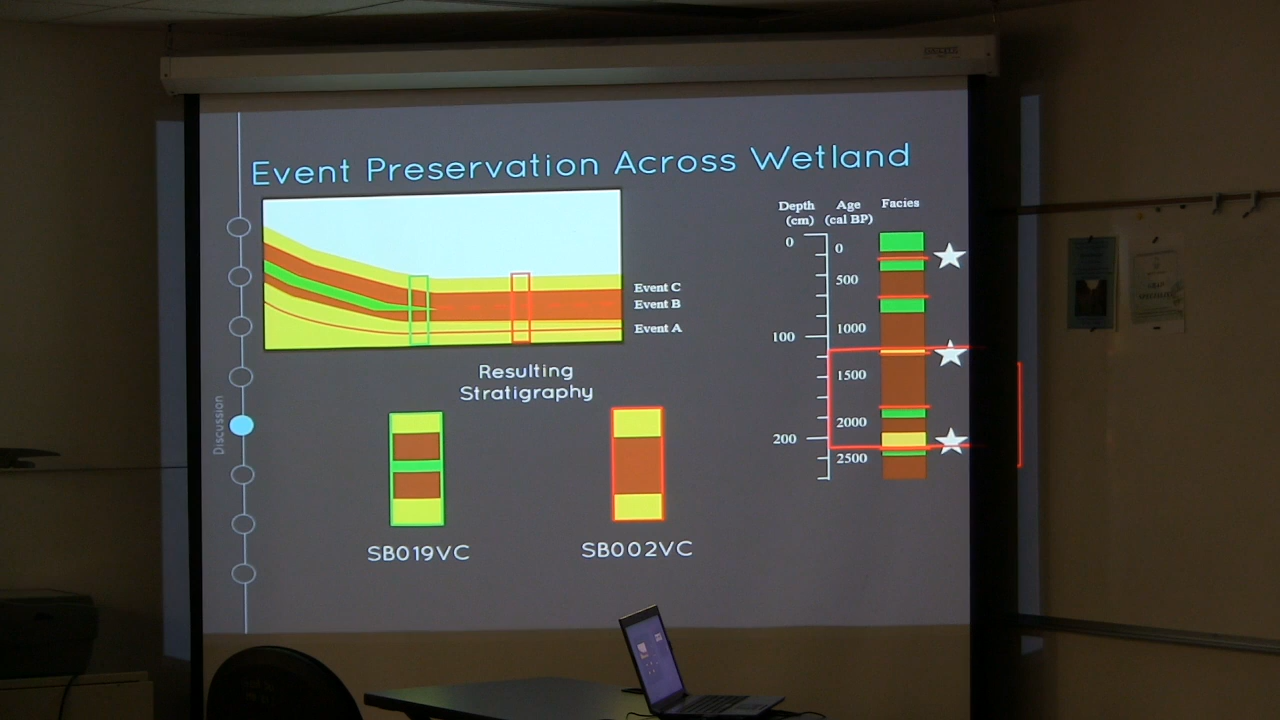 Event Preservation Across Wetland
Depth Age Facies
(cm) (cal BP)
0 0
500
Event C
Event B
1000
Event A
100
Resulting
Stratigraphy
1500
Discussion
2000
200
2500
SB019VC SB002VC